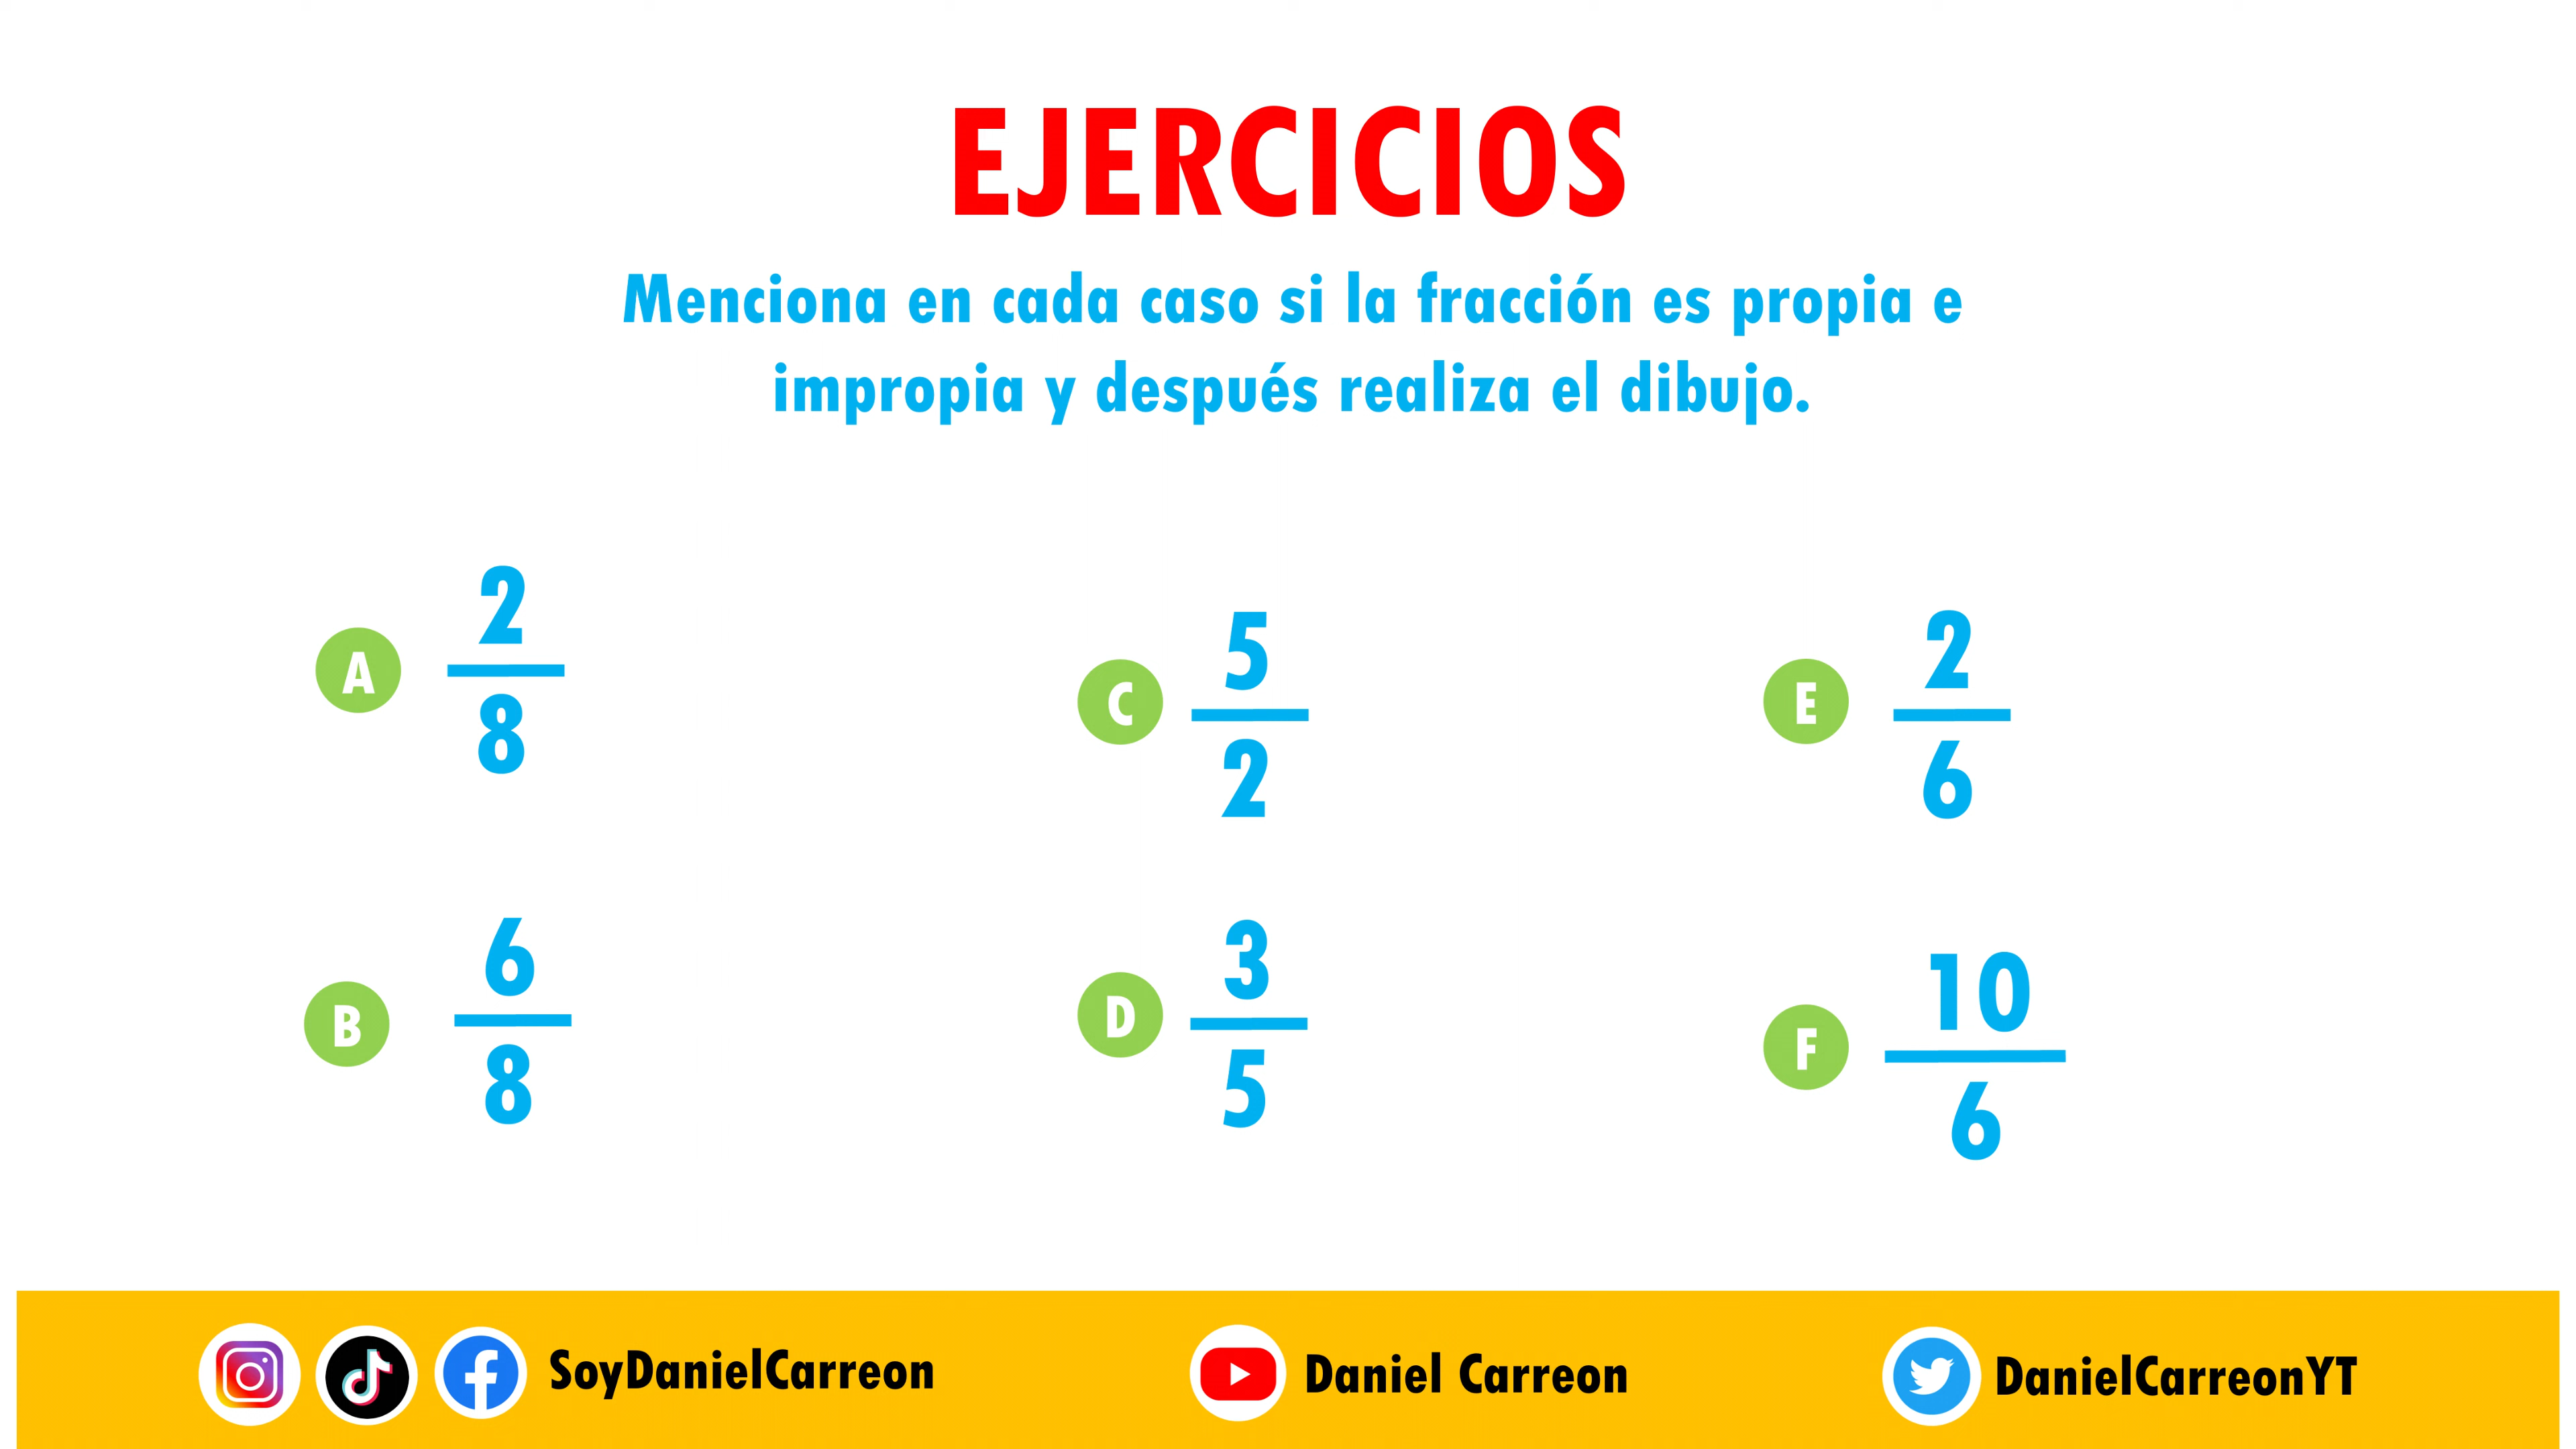 EJERCICIOS
Menciona en cada caso si la fracción es propia e
impropia y después realiza el dibujo.
A
2
8
C
5
2
E
2
6
B
6
8
D
3
5
F
10
6
SoyDanielCarreon
Daniel Carreon
DanielCarreonYT